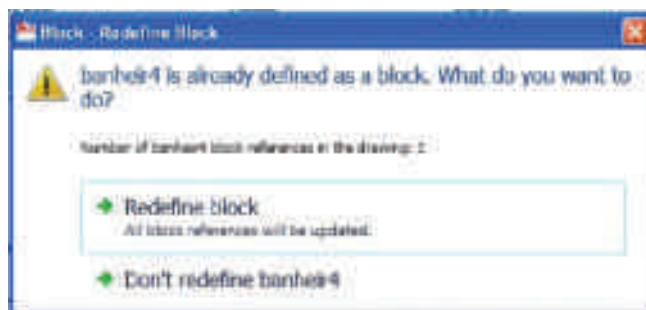 Block - Redefine Block
banheir4 is already defined as a block. What do you want to
do?
Number of banheir4 block references in the drawing:
Redefine block
All block references will be updated.
Don't redefine banheir4